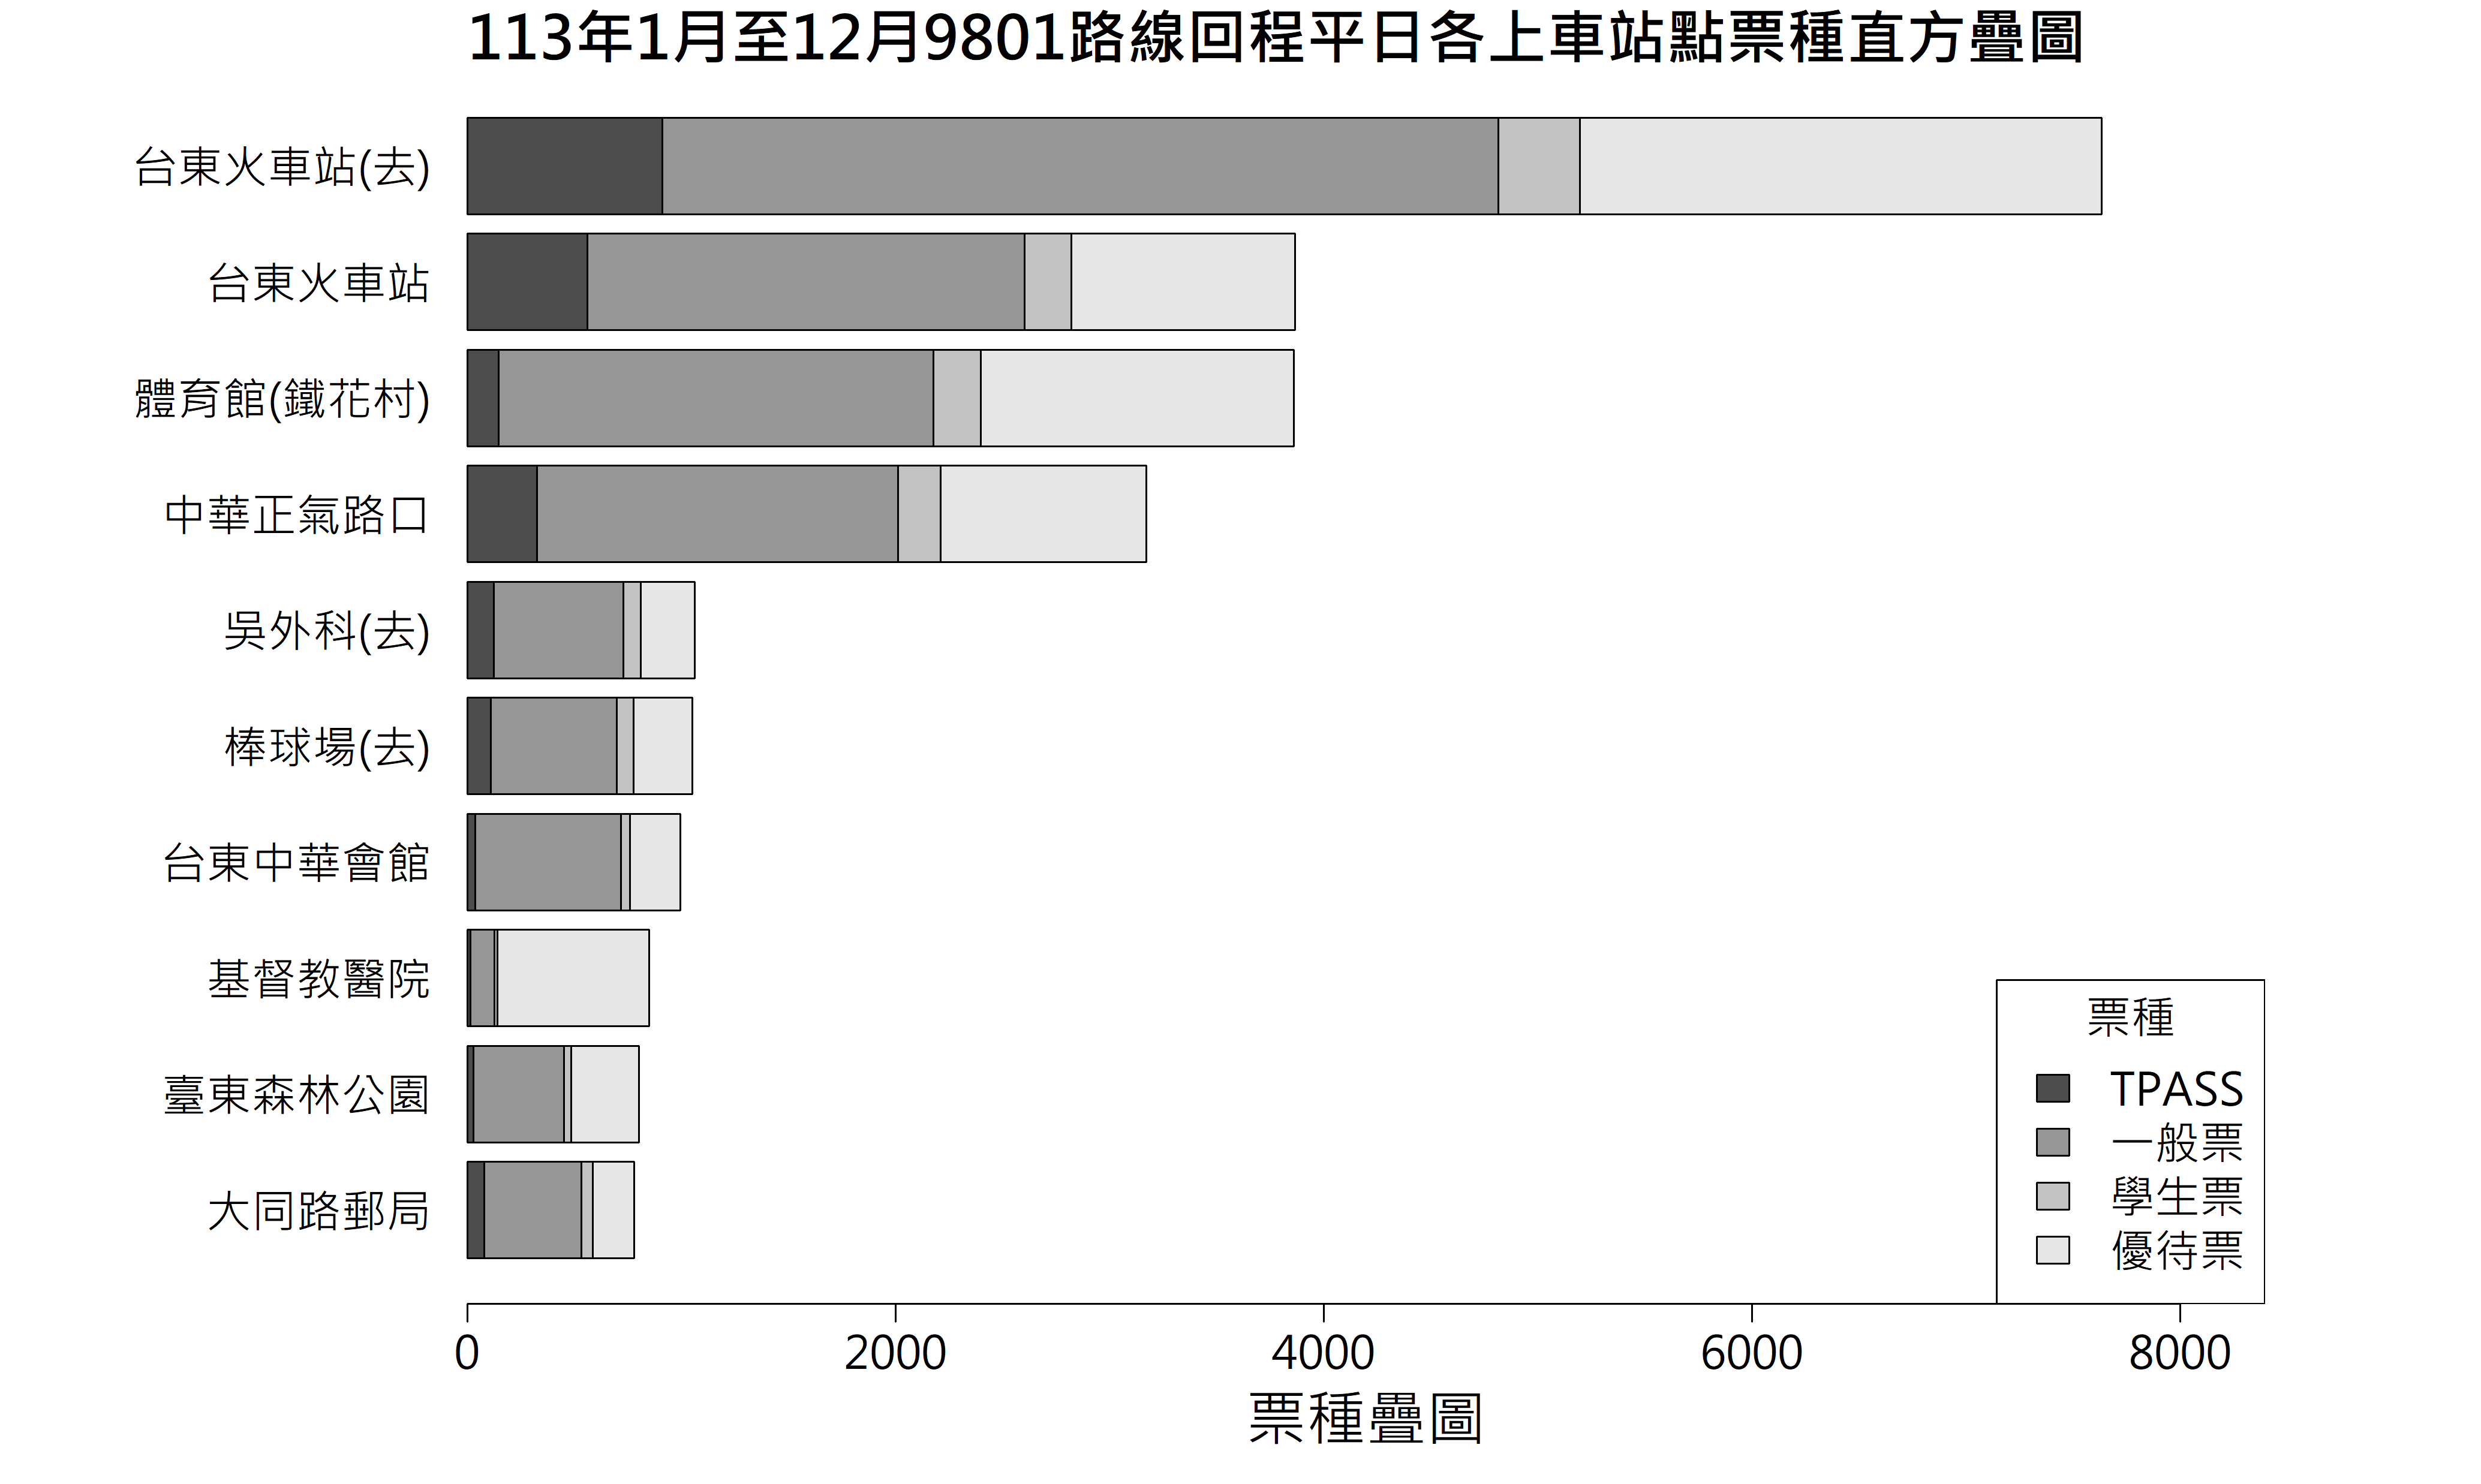 113年1月至12月9801路線回程平日各上車站點票種直方疊圖
台東火車站(去)
台東火車站
體育館(鐵花村)
中華正氣路口
吳外科(去)
棒球場(去)
台東中華會館
基督教醫院
臺東森林公園
大同路郵局
票種
TPASS
一般票
學生票
優待票
0 2000 4000 6000 8000
票種疊圖